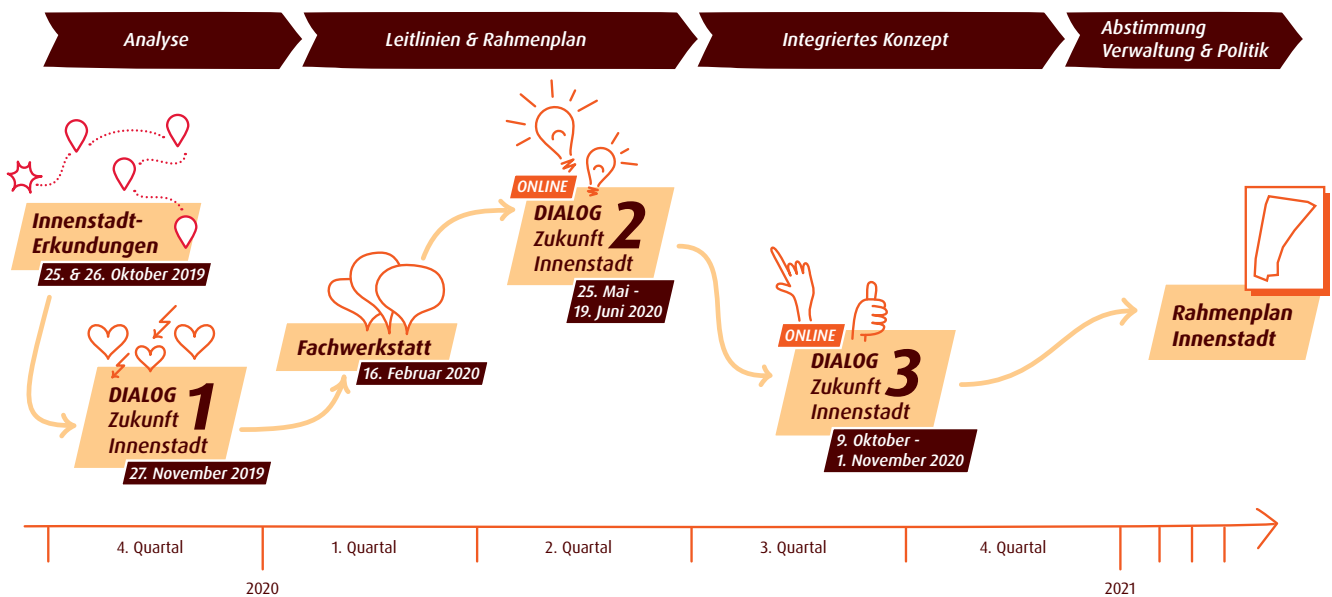 Analyse
Leitlinien & Rahmenplan
Integriertes Konzept
Abstimmung
Verwaltung & Politik
Innenstadt-
Erkundungen
25. & 26. Oktober 2019
DIALOG 1
Zukunft
Innenstadt
27. November 2019
Fachwerkstatt
16. Februar 2020
ONLINE
DIALOG 2
Zukunft
Innenstadt
25. Mai -
19. Juni 2020
ONLINE
DIALOG 3
Zukunft
Innenstadt
9. Oktober -
1. November 2020
Rahmenplan
Innenstadt
4. Quartal
1. Quartal
2. Quartal
3. Quartal
4. Quartal
2020
2021